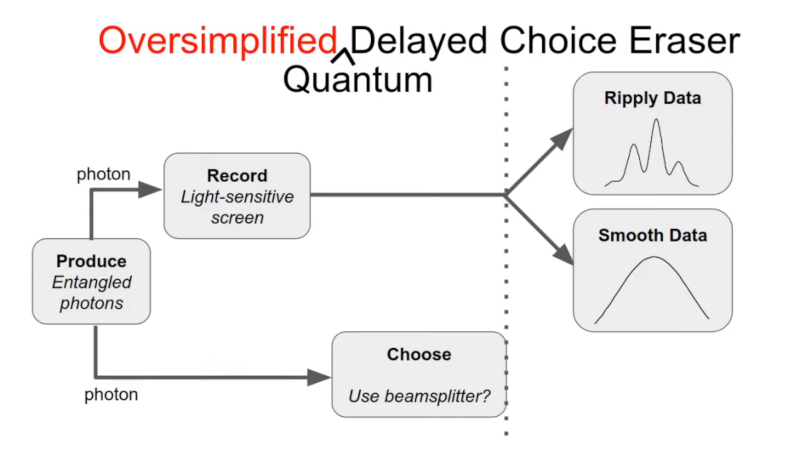 Oversimplified Delayed Choice Eraser
Quantum
Ripply Data
photon
Record
Light-sensitive
screen
Smooth Data
Produce
Entangled
photons
Choose
Use beamsplitter?
photon